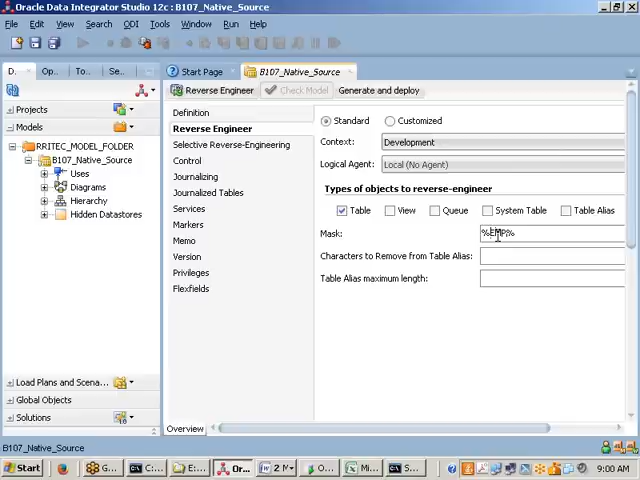 Oracle Data Integrator Studio 12c : B107_Native_Source
File Edit View Search ODI Tools Window Run Help
D. Op.. To... Se... Start Page B107_Native_Source
Reverse Engineer Check Model Generate and deploy
Projects
Models
RRITEC_MODEL_FOLDER
B107_Native_Source
Uses
Diagrams
Hierarchy
Hidden Datastores
Load Plans and Scena...
Global Objects
Solutions
Definition
Reverse Engineer
Selective Reverse-Engineering
Control
Journalizing
Journalized Tables
Services
Markers
Memo
Version
Privileges
Flexfields
Standard Customized
Context: Development
Logical Agent: Local (No Agent)
Types of objects to reverse-engineer
Table View Queue System Table Table Alias
Mask: %EMP%
Characters to Remove from Table Alias:
Table Alias maximum length:
Overview
B107_Native_Source
Start G... C:... E:... Or... 2 M O... Mi... S... 9:00 AM